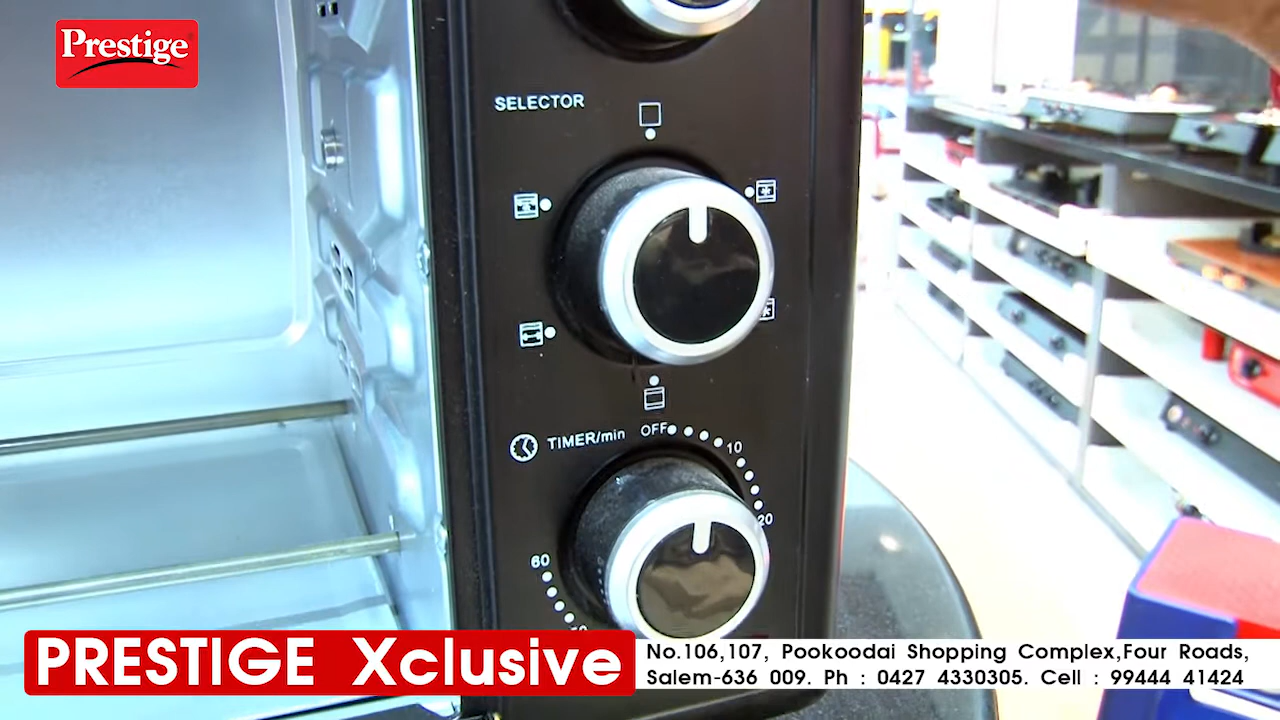 Prestige
SELECTOR
TIMER/min
OFF
10
20
60
PRESTIGE Xclusive
No.106,107, Pookoodai Shopping Complex,Four Roads,
Salem-636 009. Ph : 0427 4330305. Cell : 99444 41424